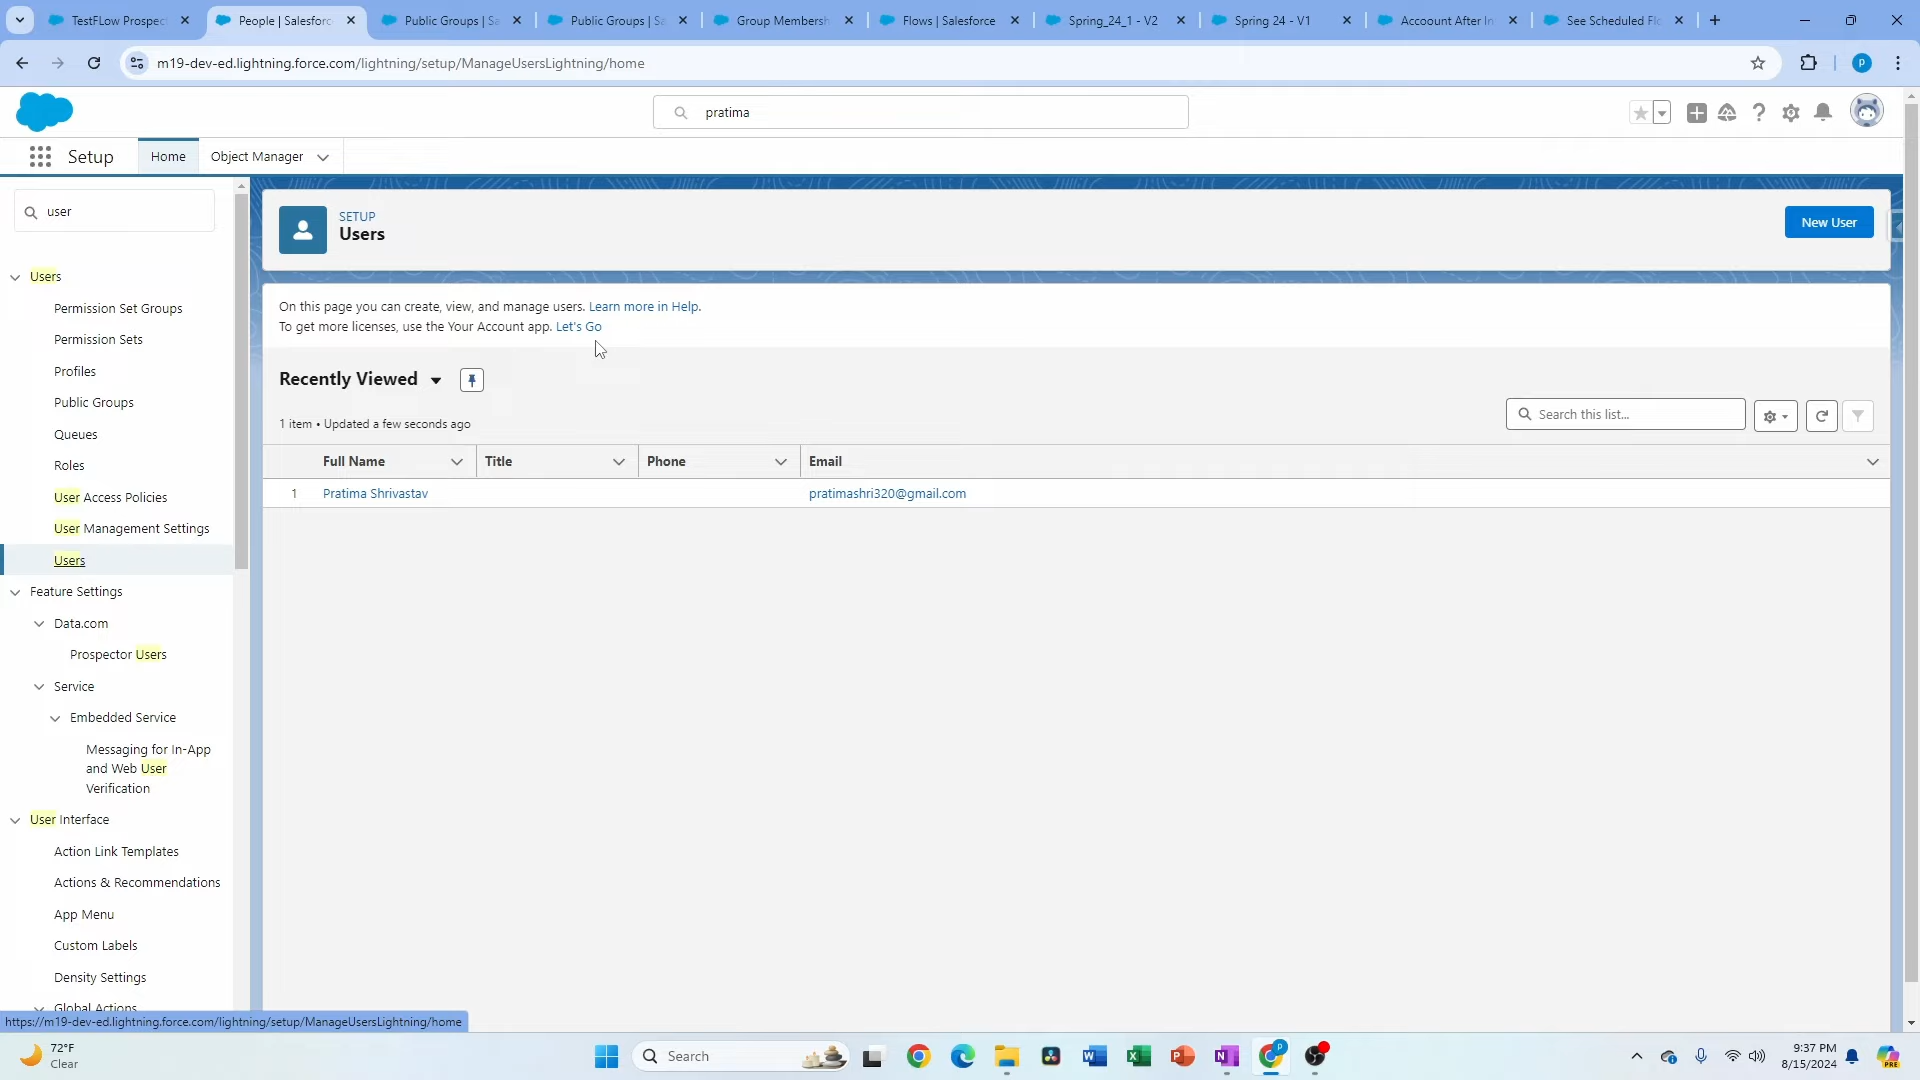 TestFLow Prospect
People | Salesforc
Public Groups | Sa
Public Groups | Sa
Group Membersh
Flows | Salesforce
Spring_24_1 - V2
Spring 24 - V1
Accoount After In
See Scheduled Flo
m19-dev-ed.lightning.force.com/lightning/setup/ManageUsersLightning/home
P
pratima
Setup
Home
Object Manager
user
SETUP
Users
New User
Users
Permission Set Groups
Permission Sets
Profiles
Public Groups
Queues
Roles
User Access Policies
User Management Settings
Users
Feature Settings
Data.com
Prospector Users
Service
Embedded Service
Messaging for In-App
and Web User
Verification
User Interface
Action Link Templates
Actions & Recommendations
App Menu
Custom Labels
Density Settings
Global Actions
On this page you can create, view, and manage users. Learn more in Help.
To get more licenses, use the Your Account app. Let's Go
Recently Viewed
1 item • Updated a few seconds ago
Search this list...
Full Name
Title
Phone
Email
1 Pratima Shrivastav pratimashri320@gmail.com
https://m19-dev-ed.lightning.force.com/lightning/setup/ManageUsersLightning/home
72°F
Clear
Search
9:37 PM
8/15/2024